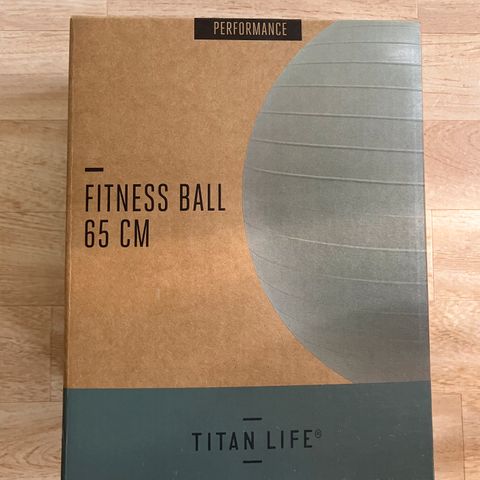 PERFORMANCE
FITNESS BALL
65 CM
TITAN LIFE®